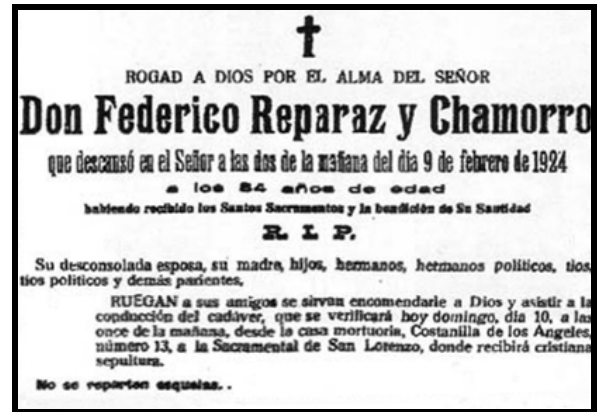 ROGAD A DIOS POR EL ALMA DEL SEÑOR
Don Federico Reparaz y Chamorro
que descansó en el Señor a las dos de la mañana del día 9 de febrero de 1924
a los 54 años de edad
habiendo recibido los Santos Sacramentos y la bendición de Su Santidad
R. I. P.
Su desconsolada esposa, su madre, hijos, hermanos, hermanos políticos, tíos,
tíos políticos y demás parientes,
RUEGAN a sus amigos se sirvan encomendarle a Dios y asistir a la
conducción del cadáver, que se verificará hoy domingo, día 10, a las
once de la mañana, desde la casa mortuoria, Costanilla de los Angeles,
número 13, a la Sacramental de San Lorenzo, donde recibirá cristiana
sepultura.
No se reparten esquelas. .